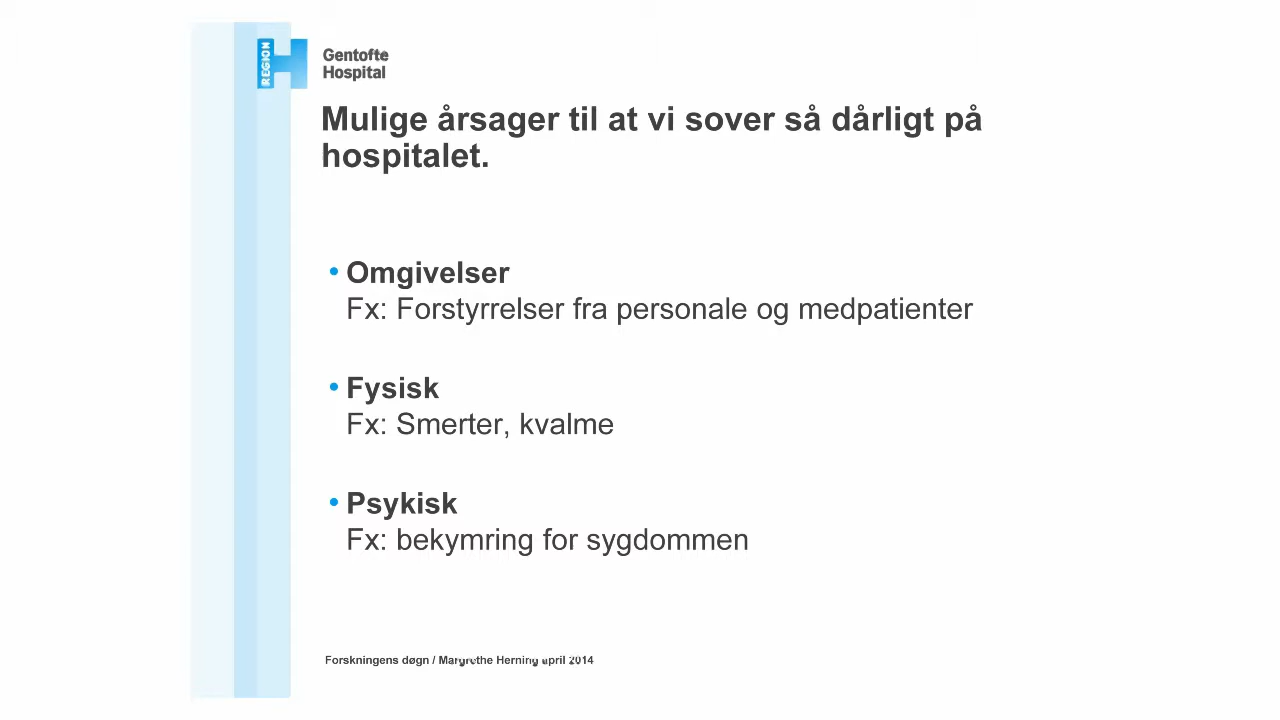 REGION
Gentofte
Hospital
Mulige årsager til at vi sover så dårligt på
hospitalet.
• Omgivelser
Fx: Forstyrrelser fra personale og medpatienter
• Fysisk
Fx: Smerter, kvalme
• Psykisk
Fx: bekymring for sygdommen
Forskningens døgn / Margrethe Herning april 2014